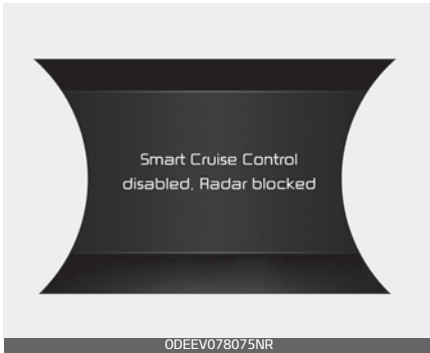 Smart Cruise Control
disabled. Radar blocked
ODEEV078075NR